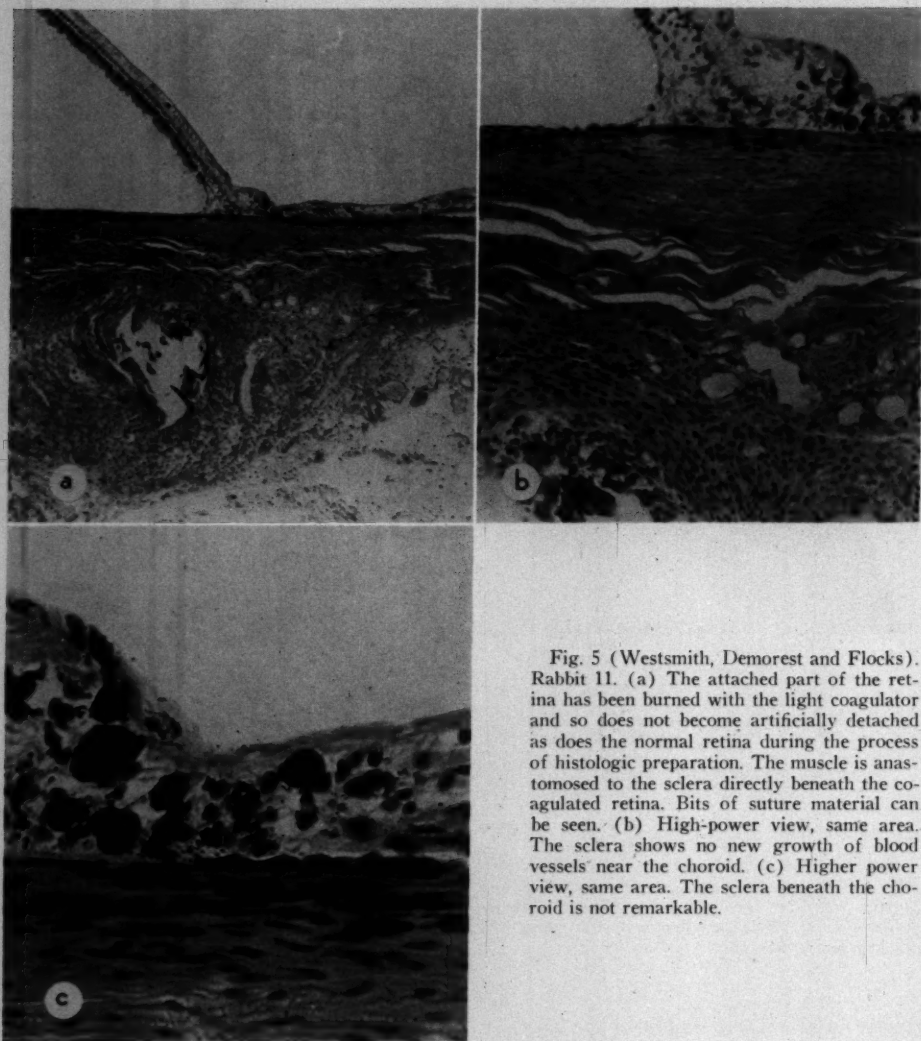 a
b
c
Fig. 5 (Westsmith, Demorest and Flocks).
Rabbit 11. (a) The attached part of the ret-
ina has been burned with the light coagulator
and so does not become artificially detached
as does the normal retina during the process
of histologic preparation. The muscle is anas-
tomosed to the sclera directly beneath the co-
agulated retina. Bits of suture material can
be seen. (b) High-power view, same area.
The sclera shows no new growth of blood
vessels near the choroid. (c) Higher power
view, same area. The sclera beneath the cho-
roid is not remarkable.